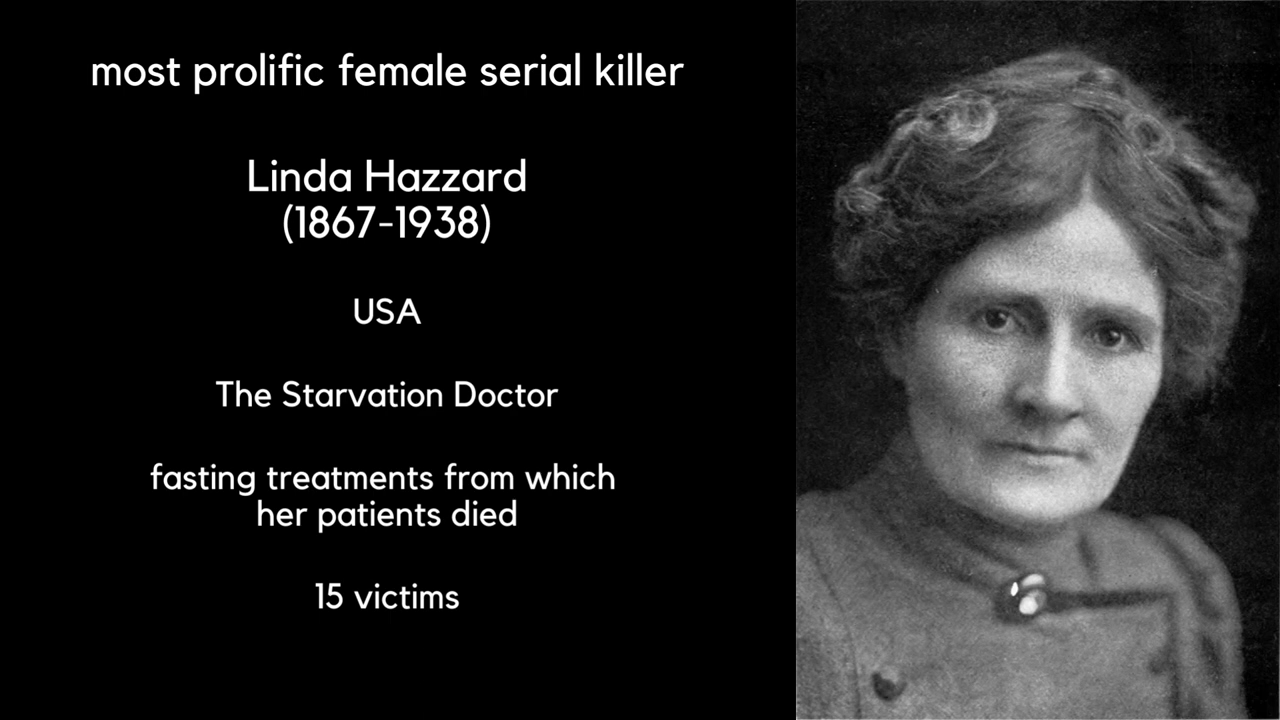 most prolific female serial killer
Linda Hazzard
(1867-1938)
USA
The Starvation Doctor
fasting treatments from which
her patients died
15 victims